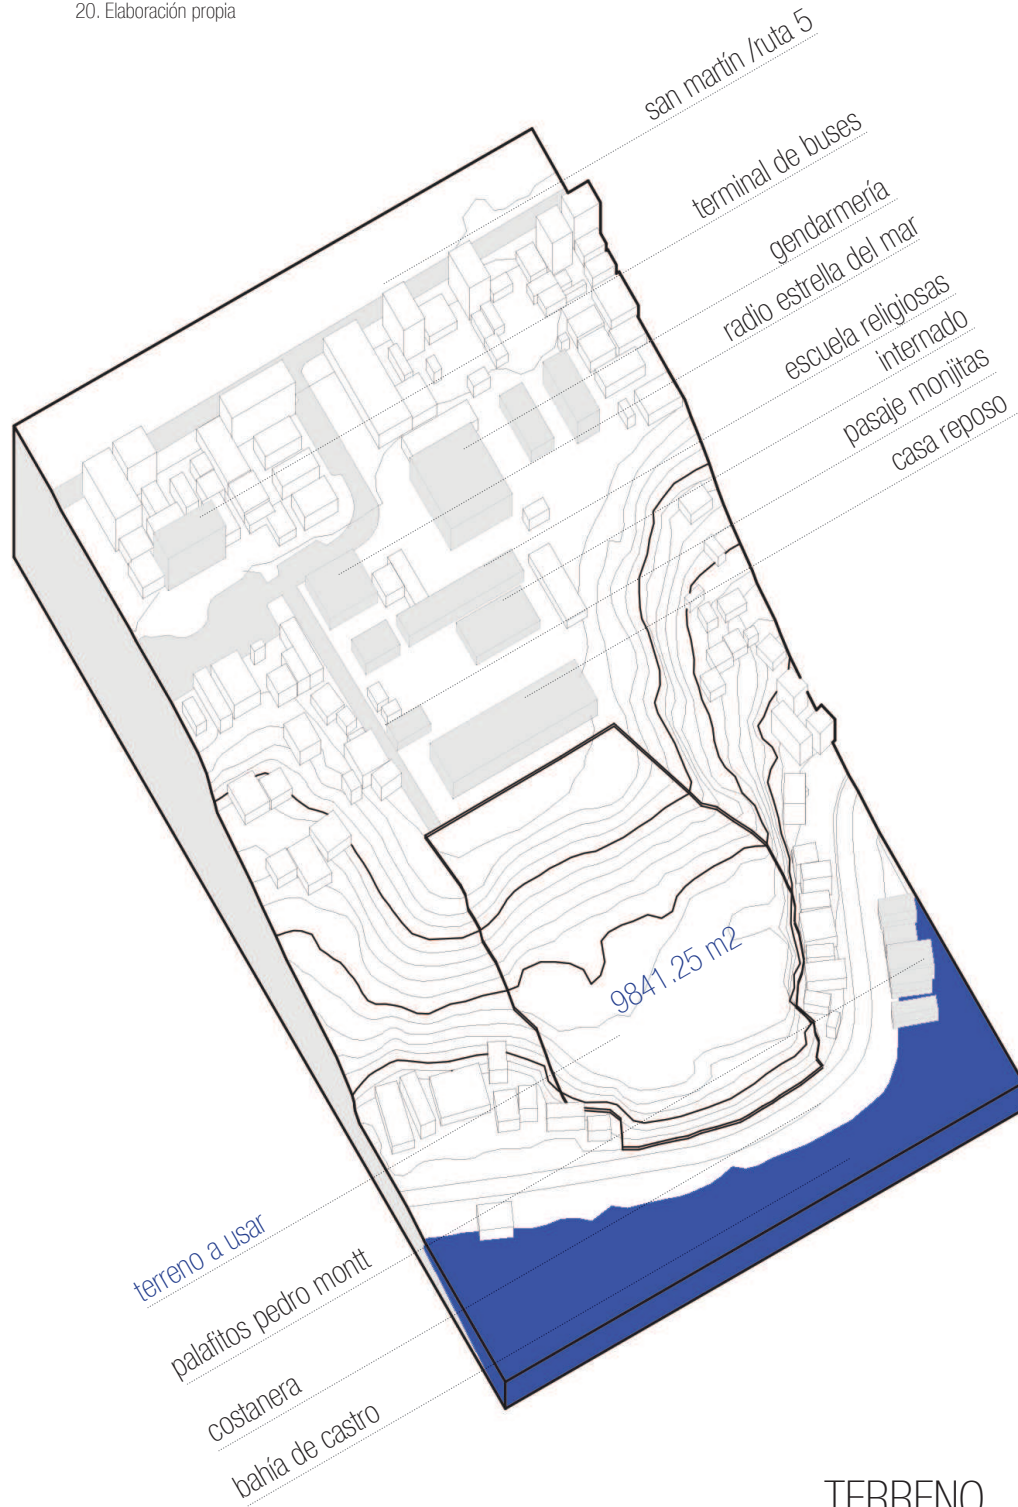 20. Elaboración propia
san martín /ruta 5
terminal de buses
gendarmería
radio estrella del mar
escuela religiosas
internado
pasaje monjitas
casa reposo
9841.25 m2
terreno a usar
palafitos pedro montt
costanera
bahía de castro
TERRENO